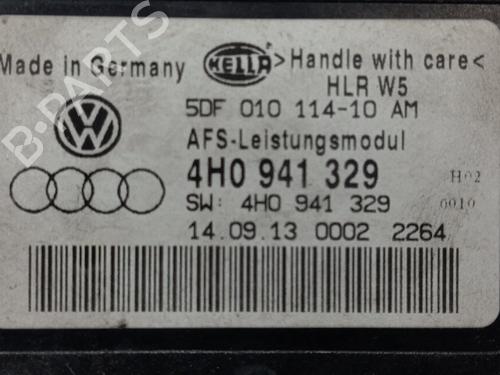 Made in Germany HELLA >Handle with care<
HLR W5
5DF 010 114-10 AM
AFS-Leistungsmodul
4H0 941 329 H02
SW: 4H0 941 329 0010
14.09.13 0002 2264
B-PARTS